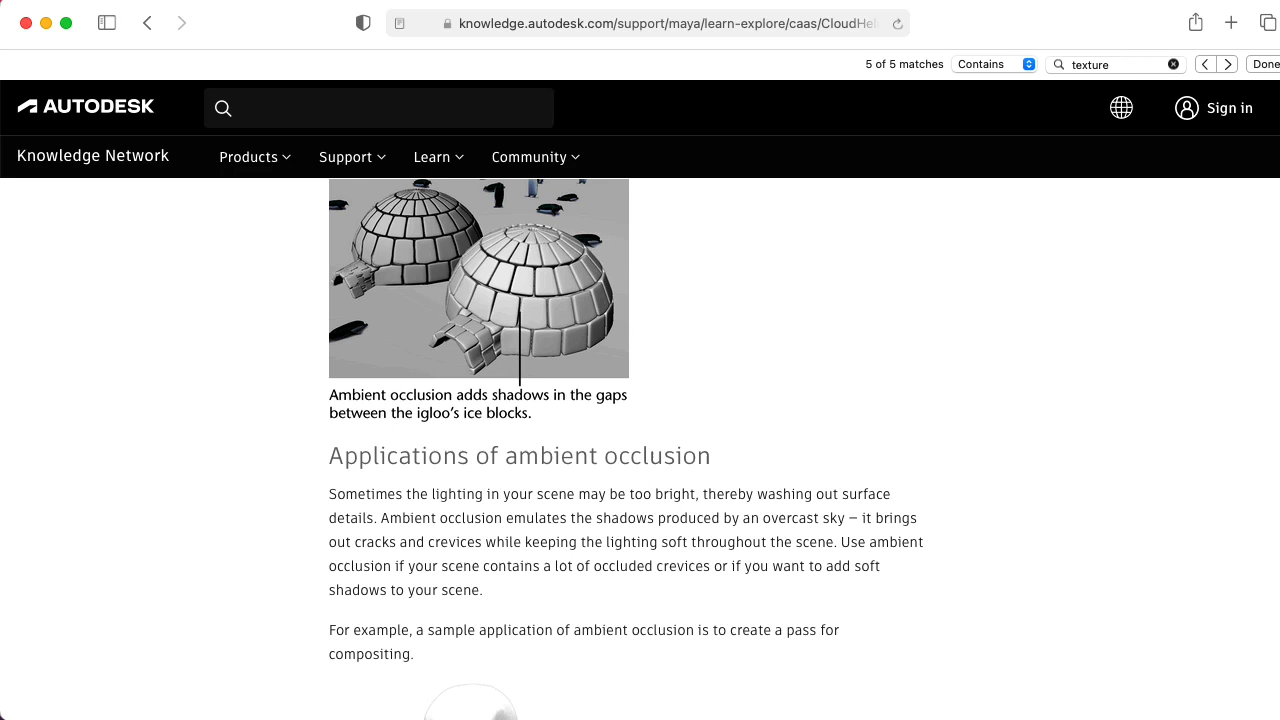 knowledge.autodesk.com/support/maya/learn-explore/caas/CloudHel
5 of 5 matches
Contains
texture
Done
AUTODESK
Sign in
Knowledge Network
Products
Support
Learn
Community
Ambient occlusion adds shadows in the gaps
between the igloo's ice blocks.
Applications of ambient occlusion
Sometimes the lighting in your scene may be too bright, thereby washing out surface
details. Ambient occlusion emulates the shadows produced by an overcast sky – it brings
out cracks and crevices while keeping the lighting soft throughout the scene. Use ambient
occlusion if your scene contains a lot of occluded crevices or if you want to add soft
shadows to your scene.
For example, a sample application of ambient occlusion is to create a pass for
compositing.